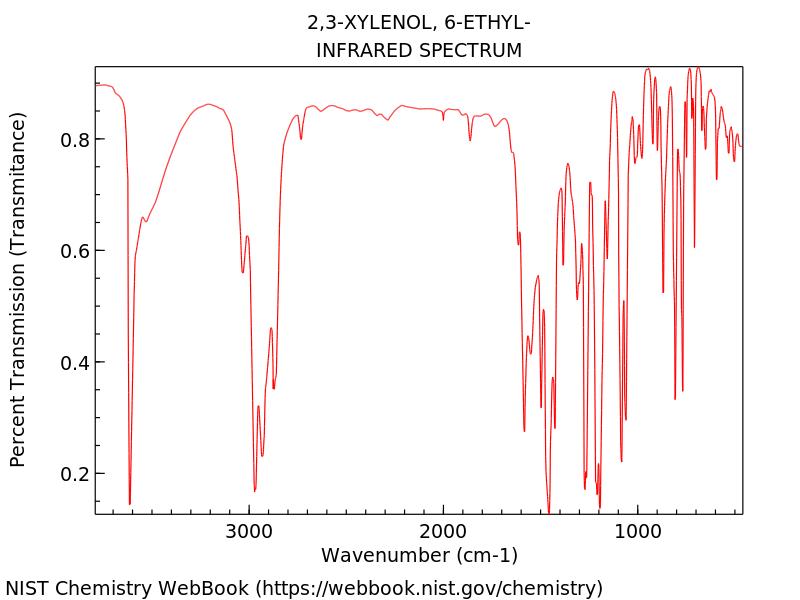 2,3-XYLENOL, 6-ETHYL-
INFRARED SPECTRUM
Percent Transmission (Transmitance)
0.8
0.6
0.4
0.2
3000 2000 1000
Wavenumber (cm-1)
NIST Chemistry WebBook (https://webbook.nist.gov/chemistry)